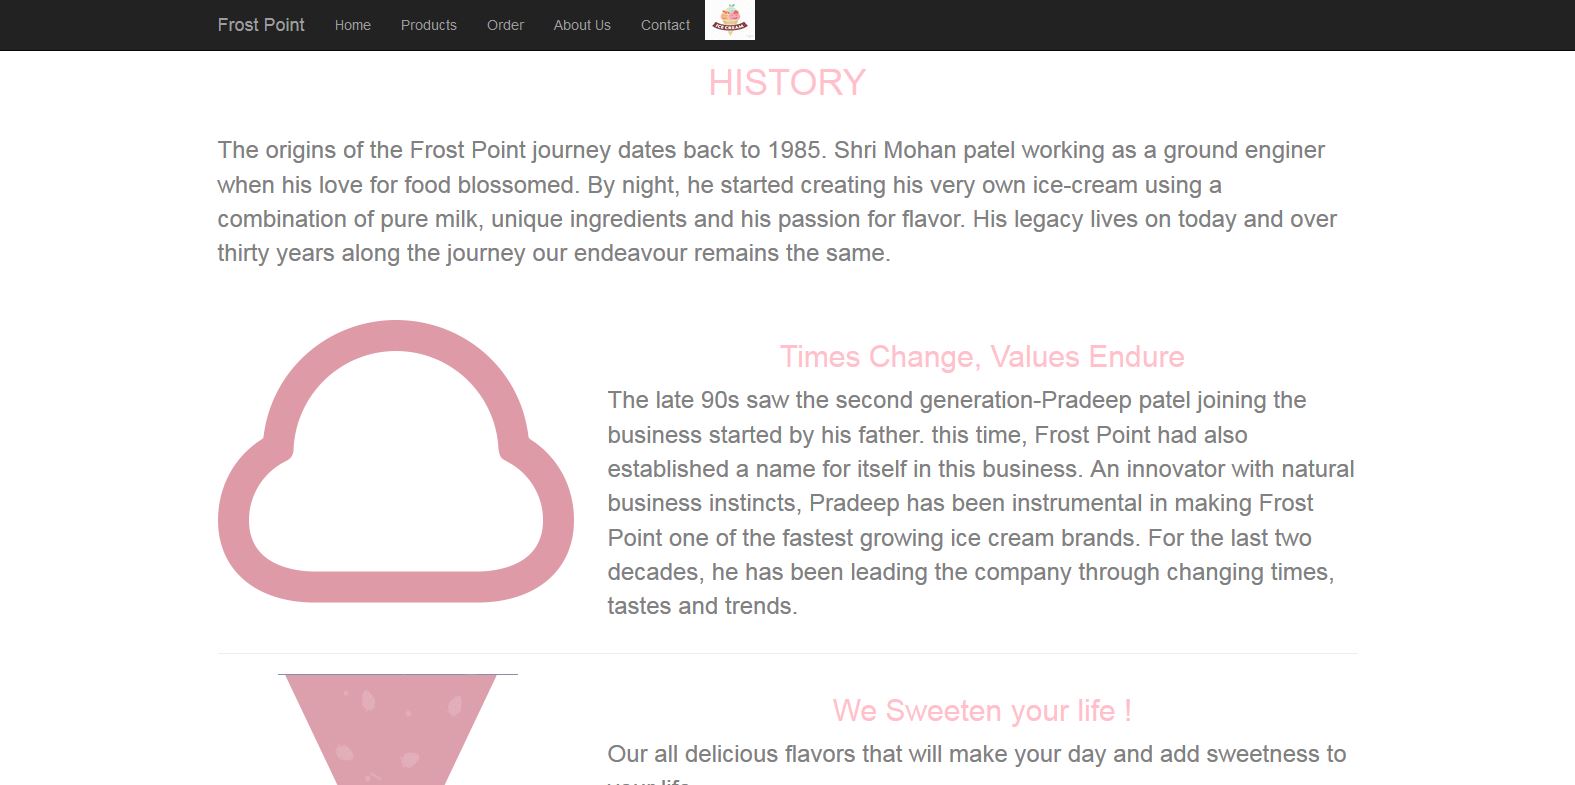 Frost Point Home Products Order About Us Contact
ICE CREAM
HISTORY
The origins of the Frost Point journey dates back to 1985. Shri Mohan patel working as a ground enginer
when his love for food blossomed. By night, he started creating his very own ice-cream using a
combination of pure milk, unique ingredients and his passion for flavor. His legacy lives on today and over
thirty years along the journey our endeavour remains the same.
Times Change, Values Endure
The late 90s saw the second generation-Pradeep patel joining the
business started by his father. this time, Frost Point had also
established a name for itself in this business. An innovator with natural
business instincts, Pradeep has been instrumental in making Frost
Point one of the fastest growing ice cream brands. For the last two
decades, he has been leading the company through changing times,
tastes and trends.
We Sweeten your life !
Our all delicious flavors that will make your day and add sweetness to
your life